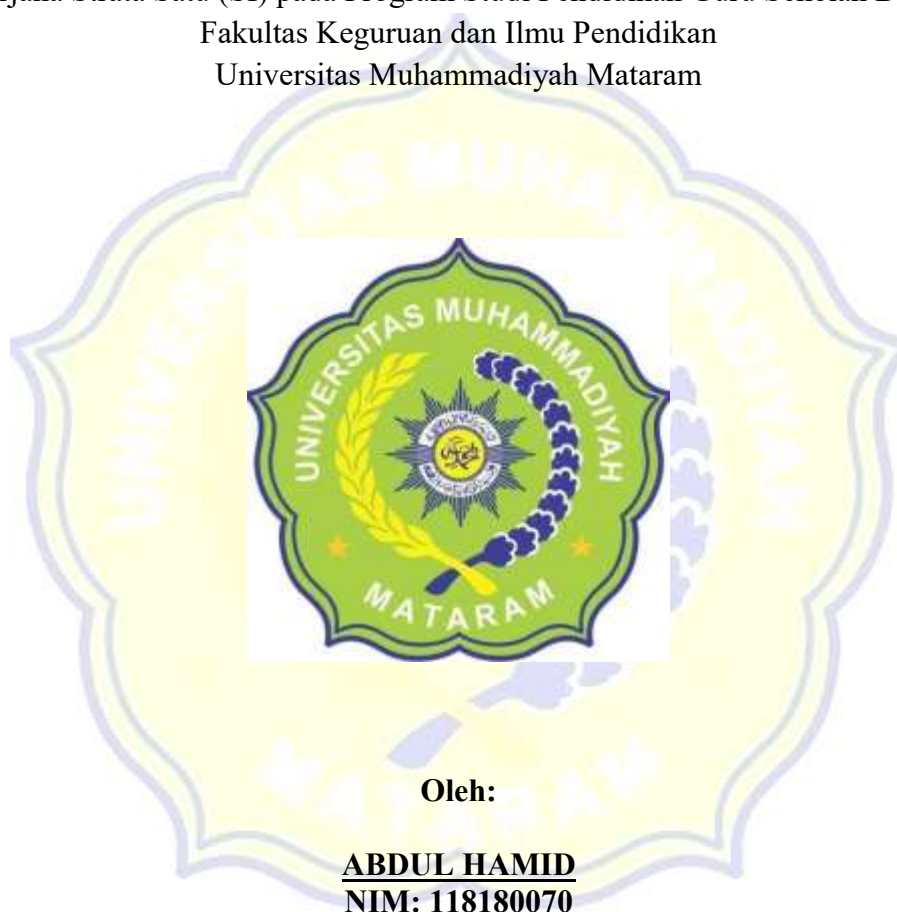 Strata Satu (S1) pada Program Studi Pendidikan Guru Sekolah
Fakultas Keguruan dan Ilmu Pendidikan
Universitas Muhammadiyah Mataram
UNIVERSITAS MUHAMMADIYAH
MATARAM
Oleh:
ABDUL HAMID
NIM: 118180070